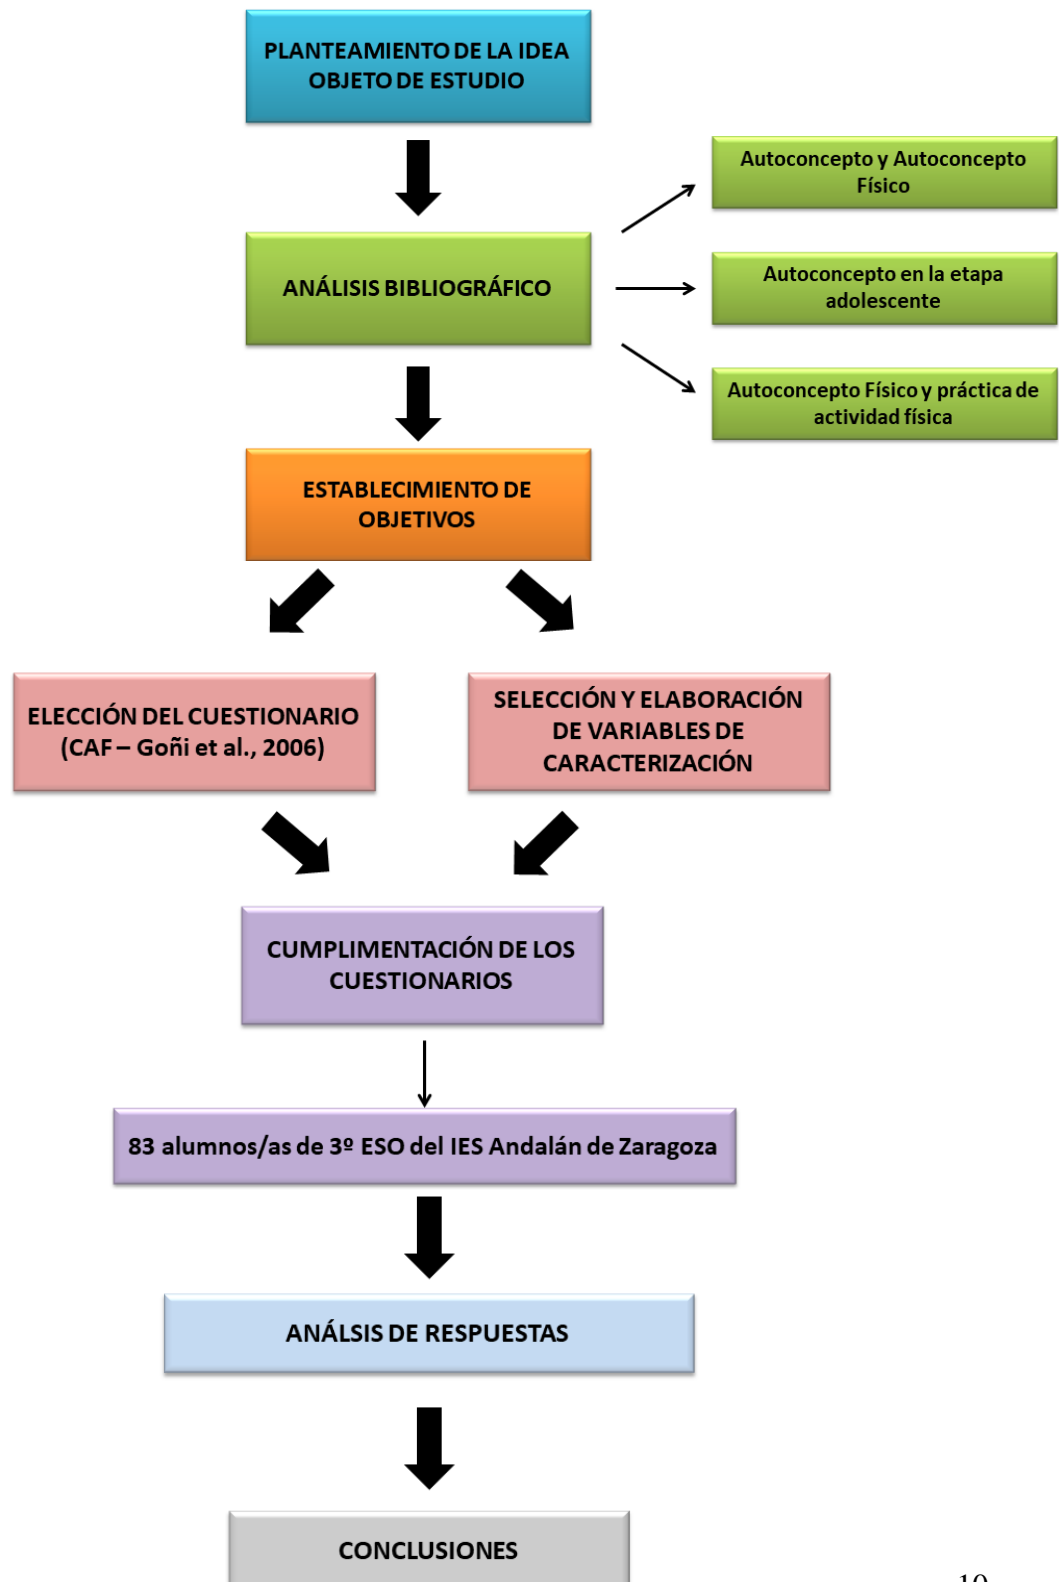 PLANTEAMIENTO DE LA IDEA
OBJETO DE ESTUDIO
ANÁLISIS BIBLIOGRÁFICO
Autoconcepto y Autoconcepto
Físico
Autoconcepto en la etapa
adolescente
Autoconcepto Físico y práctica de
actividad física
ESTABLECIMIENTO DE
OBJETIVOS
ELECCIÓN DEL CUESTIONARIO
(CAF – Goñi et al., 2006)
SELECCIÓN Y ELABORACIÓN
DE VARIABLES DE
CARACTERIZACIÓN
CUMPLIMENTACIÓN DE LOS
CUESTIONARIOS
83 alumnos/as de 3º ESO del IES Andalán de Zaragoza
ANÁLSIS DE RESPUESTAS
CONCLUSIONES
10